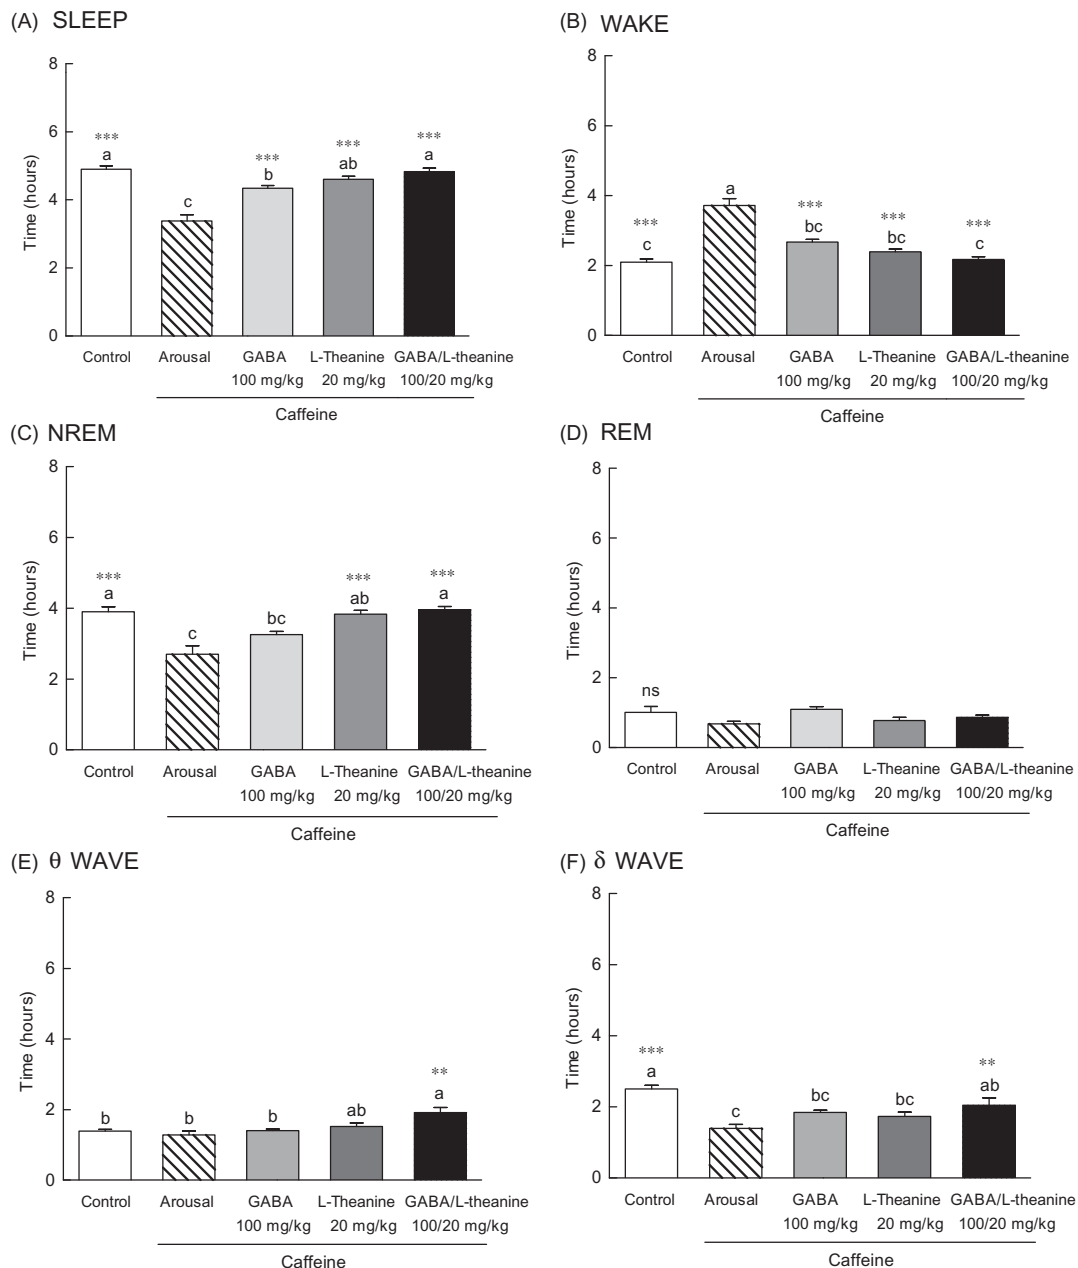 (A) SLEEP
Time (hours)
8
6
4
2
0
***
a
c
***
b
***
ab
***
a
Control Arousal GABA L-Theanine GABA/L-theanine
100 mg/kg 20 mg/kg 100/20 mg/kg
Caffeine
(B) WAKE
Time (hours)
8
6
4
2
0
***
c
a
***
bc
***
bc
***
c
Control Arousal GABA L-Theanine GABA/L-theanine
100 mg/kg 20 mg/kg 100/20 mg/kg
Caffeine
(C) NREM
Time (hours)
8
6
4
2
0
***
a
c
bc
***
ab
***
a
Control Arousal GABA L-Theanine GABA/L-theanine
100 mg/kg 20 mg/kg 100/20 mg/kg
Caffeine
(D) REM
Time (hours)
8
6
4
2
0
ns
Control Arousal GABA L-Theanine GABA/L-theanine
100 mg/kg 20 mg/kg 100/20 mg/kg
Caffeine
(E) θ WAVE
Time (hours)
8
6
4
2
0
b
b
b
ab
**
a
Control Arousal GABA L-Theanine GABA/L-theanine
100 mg/kg 20 mg/kg 100/20 mg/kg
Caffeine
(F) δ WAVE
Time (hours)
8
6
4
2
0
***
a
c
bc
bc
**
ab
Control Arousal GABA L-Theanine GABA/L-theanine
100 mg/kg 20 mg/kg 100/20 mg/kg
Caffeine